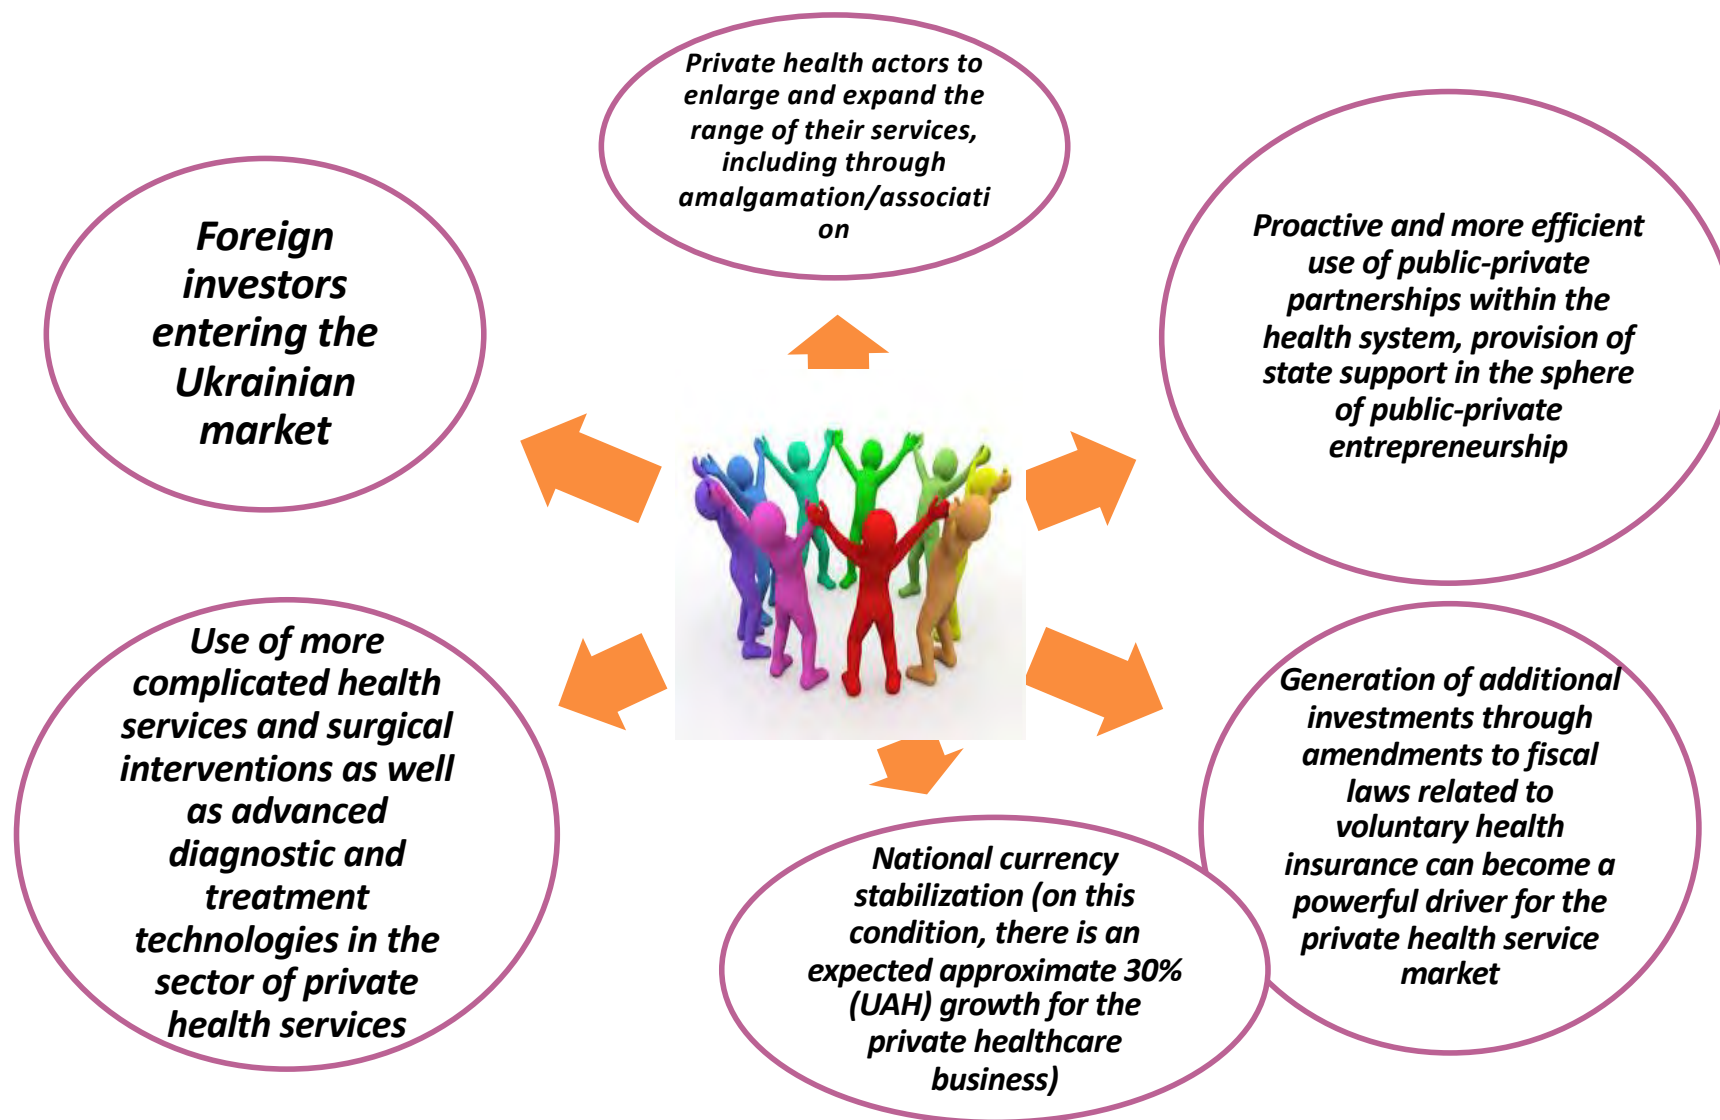 Private health actors to
enlarge and expand the
range of their services,
including through
amalgamation/associati
on
Foreign
investors
entering the
Ukrainian
market
Proactive and more efficient
use of public-private
partnerships within the
health system, provision of
state support in the sphere
of public-private
entrepreneurship
Use of more
complicated health
services and surgical
interventions as well
as advanced
diagnostic and
treatment
technologies in the
sector of private
health services
Generation of additional
investments through
amendments to fiscal
laws related to
voluntary health
insurance can become a
powerful driver for the
private health service
market
National currency
stabilization (on this
condition, there is an
expected approximate 30%
(UAH) growth for the
private healthcare
business)